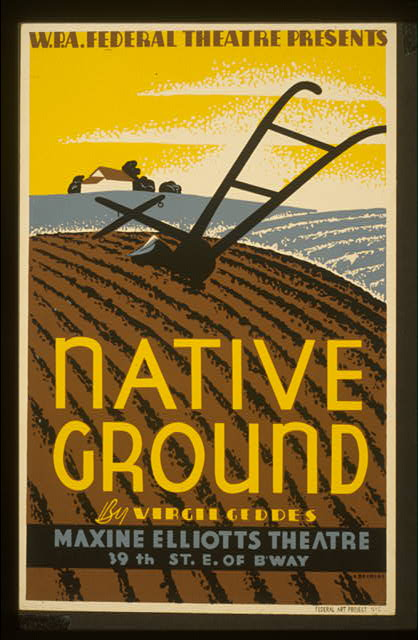 W.P.A. FEDERAL THEATRE PRESENTS
NATIVE
GROUND
By VIRGIL GEDDES
MAXINE ELLIOTTS THEATRE
39 th ST. E. OF B'WAY
FEDERAL ART PROJECT